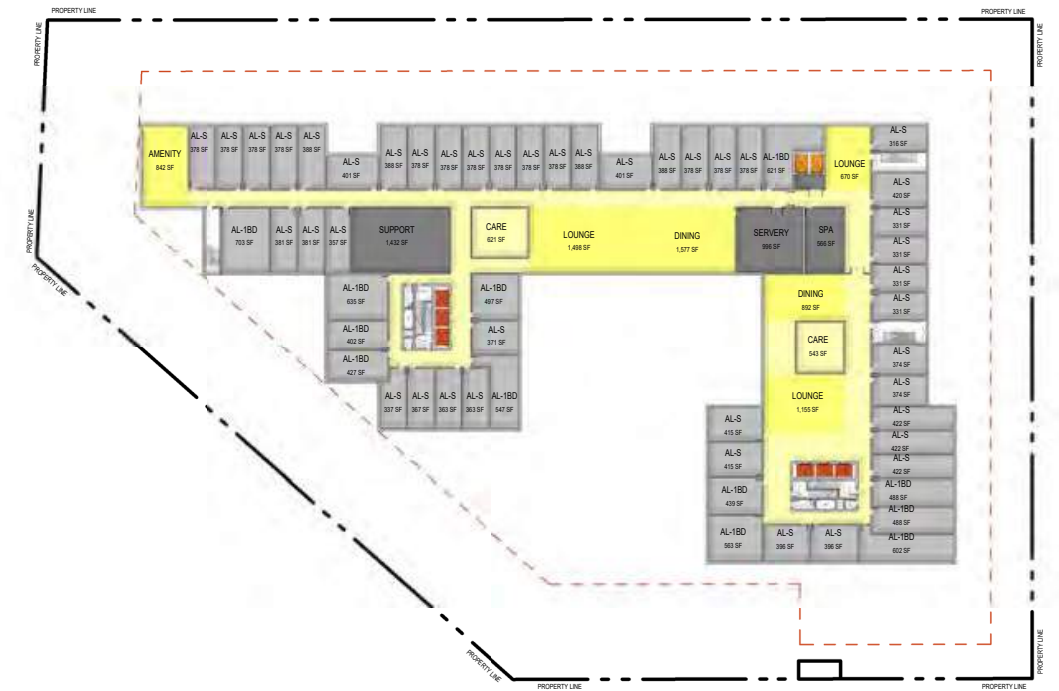 PROPERTY LINE
PROPERTY LINE
PROPERTY LINE
PROPERTY LINE
AMENITY
842 SF
AL-S
378 SF
AL-S
378 SF
AL-S
378 SF
AL-S
378 SF
AL-S
388 SF
AL-S
401 SF
AL-S
388 SF
AL-S
378 SF
AL-S
378 SF
AL-S
378 SF
AL-S
378 SF
AL-S
378 SF
AL-S
378 SF
AL-S
388 SF
AL-S
401 SF
AL-S
388 SF
AL-S
378 SF
AL-S
378 SF
AL-S
378 SF
AL-1BD
621 SF
LOUNGE
670 SF
AL-S
316 SF
AL-S
420 SF
AL-S
331 SF
AL-S
331 SF
AL-S
331 SF
AL-S
331 SF
AL-S
374 SF
AL-S
374 SF
AL-S
422 SF
AL-S
422 SF
AL-S
422 SF
AL-1BD
488 SF
AL-1BD
488 SF
AL-1BD
602 SF
PROPERTY LINE
PROPERTY LINE
AL-1BD
703 SF
AL-S
381 SF
AL-S
381 SF
AL-S
357 SF
SUPPORT
1,432 SF
CARE
621 SF
LOUNGE
1,498 SF
DINING
1,577 SF
SERVERY
896 SF
SPA
566 SF
AL-1BD
635 SF
AL-1BD
402 SF
AL-1BD
427 SF
AL-1BD
497 SF
AL-S
371 SF
AL-S
337 SF
AL-S
367 SF
AL-S
363 SF
AL-S
363 SF
AL-1BD
547 SF
DINING
892 SF
CARE
543 SF
LOUNGE
1,155 SF
AL-S
415 SF
AL-S
415 SF
AL-1BD
439 SF
AL-1BD
563 SF
AL-S
396 SF
AL-S
396 SF
PROPERTY LINE
PROPERTY LINE
PROPERTY LINE
PROPERTY LINE